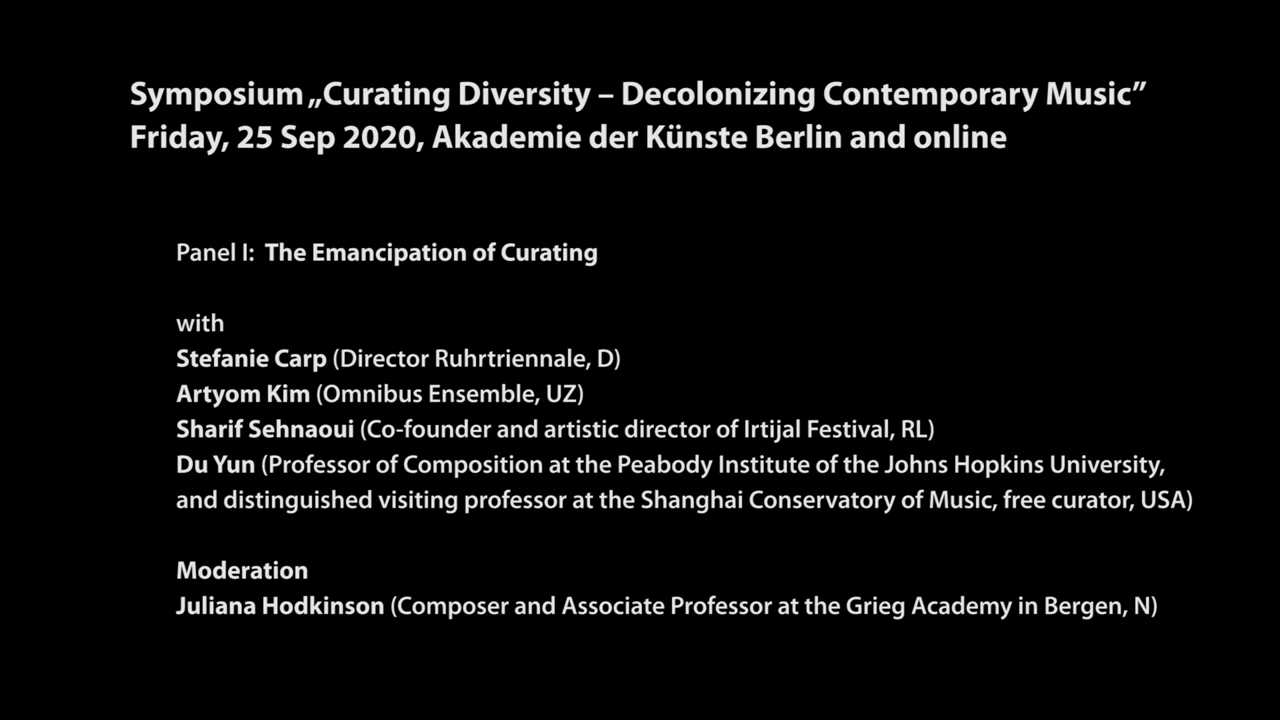 Symposium „Curating Diversity – Decolonizing Contemporary Music”
Friday, 25 Sep 2020, Akademie der Künste Berlin and online
Panel I: The Emancipation of Curating
with
Stefanie Carp (Director Ruhrtriennale, D)
Artyom Kim (Omnibus Ensemble, UZ)
Sharif Sehnaoui (Co-founder and artistic director of Irtijal Festival, RL)
Du Yun (Professor of Composition at the Peabody Institute of the Johns Hopkins University,
and distinguished visiting professor at the Shanghai Conservatory of Music, free curator, USA)
Moderation
Juliana Hodkinson (Composer and Associate Professor at the Grieg Academy in Bergen, N)